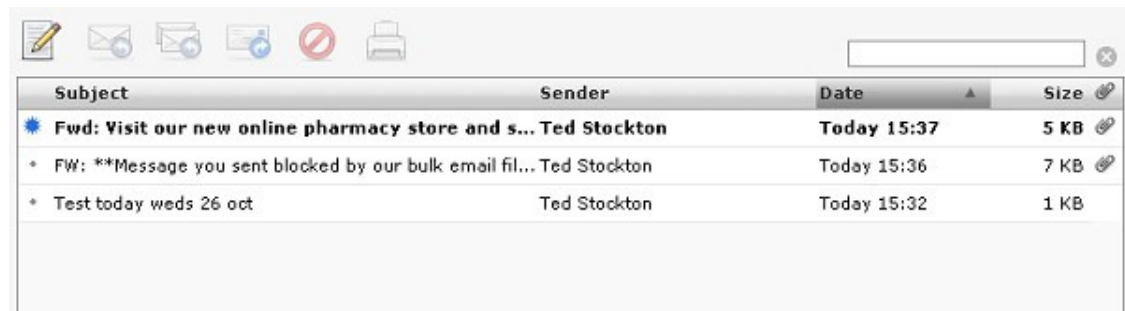 Subject Sender Date Size
Fwd: Visit our new online pharmacy store and s... Ted Stockton Today 15:37 5 KB
FW: **Message you sent blocked by our bulk email fil... Ted Stockton Today 15:36 7 KB
Test today weds 26 oct Ted Stockton Today 15:32 1 KB